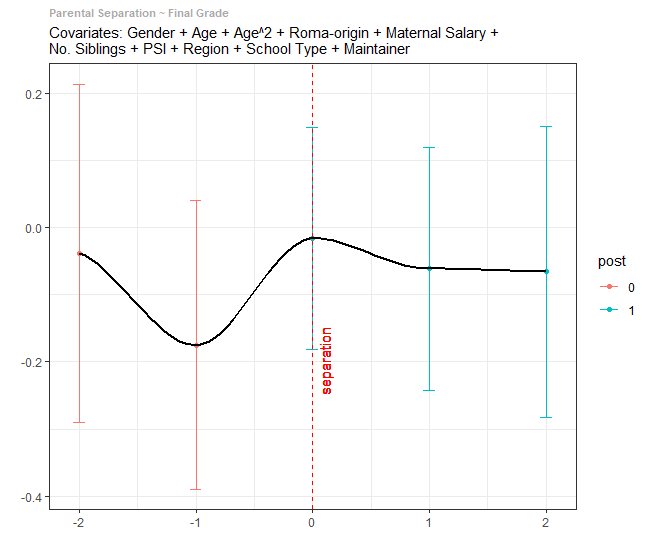 Parental Separation ~ Final Grade
Covariates: Gender + Age + Age^2 + Roma-origin + Maternal Salary +
No. Siblings + PSI + Region + School Type + Maintainer
0.2
0.0
-0.2
-0.4
separation
-2
-1
0
1
2
post
0
1